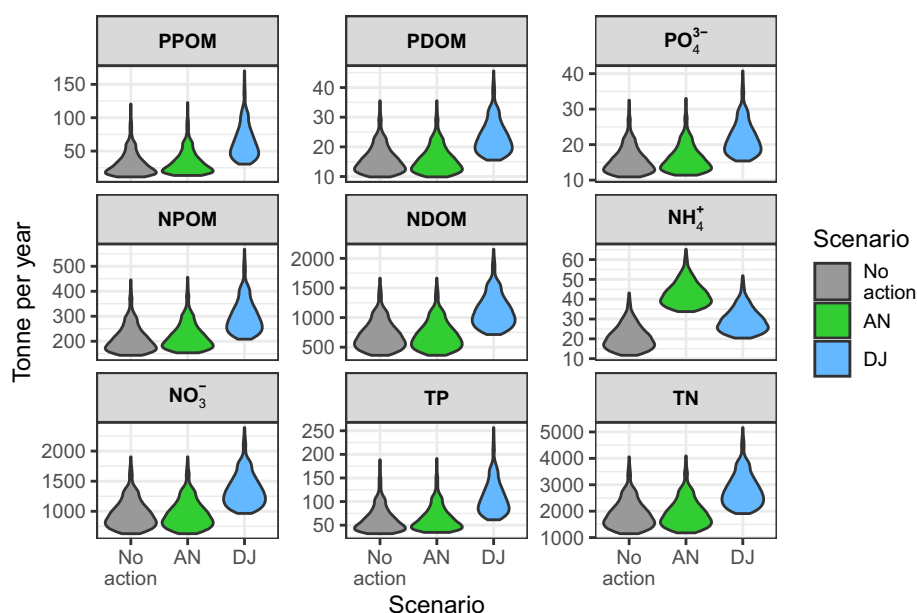 PPOM
PDOM
PO₄³⁻
150
100
50
40
30
20
10
40
30
20
10
NPOM
NDOM
NH₄⁺
500
400
300
200
2000
1500
1000
500
60
50
40
30
20
10
NO₃⁻
TP
TN
2000
1500
1000
250
200
150
100
50
5000
4000
3000
2000
1000
No action
AN
DJ
No action
AN
DJ
No action
AN
DJ
Scenario
Tonne per year
Scenario
No
action
AN
DJ